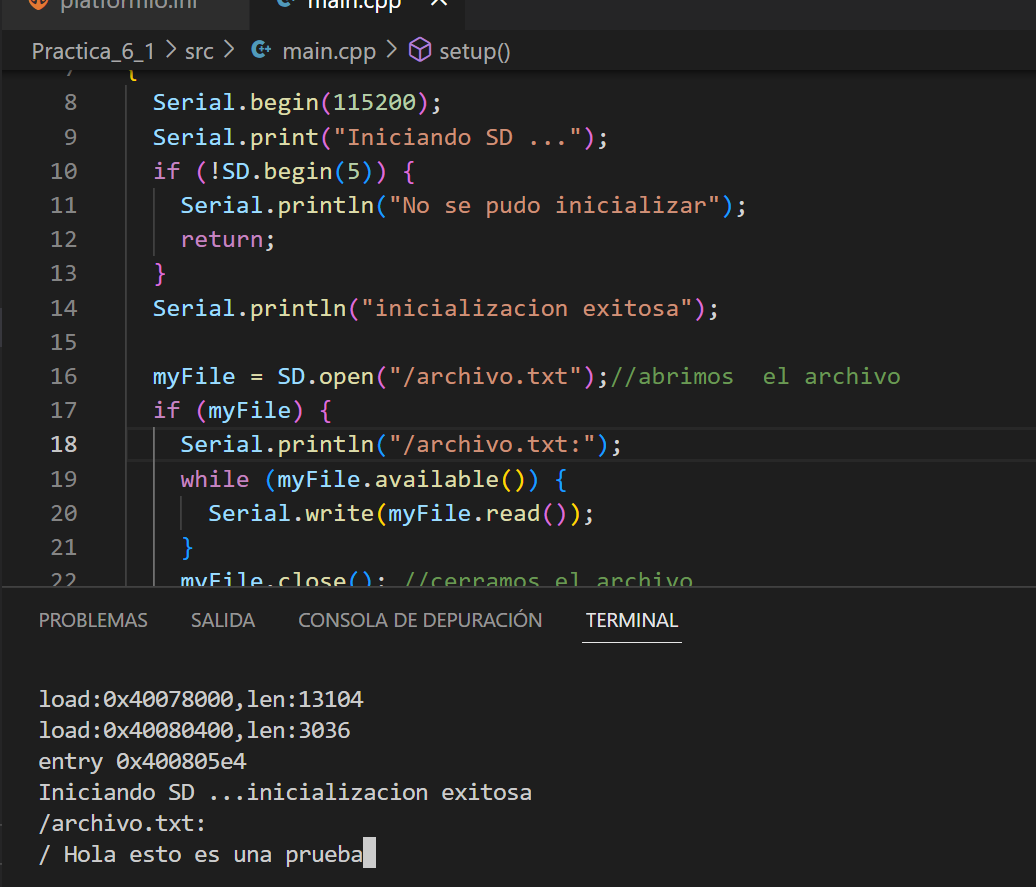 platformio.ini main.cpp ×
Practica_6_1 > src > main.cpp > setup()
7 {
8 Serial.begin(115200);
9 Serial.print("Iniciando SD ...");
10 if (!SD.begin(5)) {
11 Serial.println("No se pudo inicializar");
12 return;
13 }
14 Serial.println("inicializacion exitosa");
15
16 myFile = SD.open("/archivo.txt");//abrimos  el archivo
17 if (myFile) {
18 Serial.println("/archivo.txt:");
19 while (myFile.available()) {
20 Serial.write(myFile.read());
21 }
22 myFile.close(); //cerramos el archivo
PROBLEMAS SALIDA CONSOLA DE DEPURACIÓN TERMINAL
load:0x40078000,len:13104
load:0x40080400,len:3036
entry 0x400805e4
Iniciando SD ...inicializacion exitosa
/archivo.txt:
/ Hola esto es una prueba